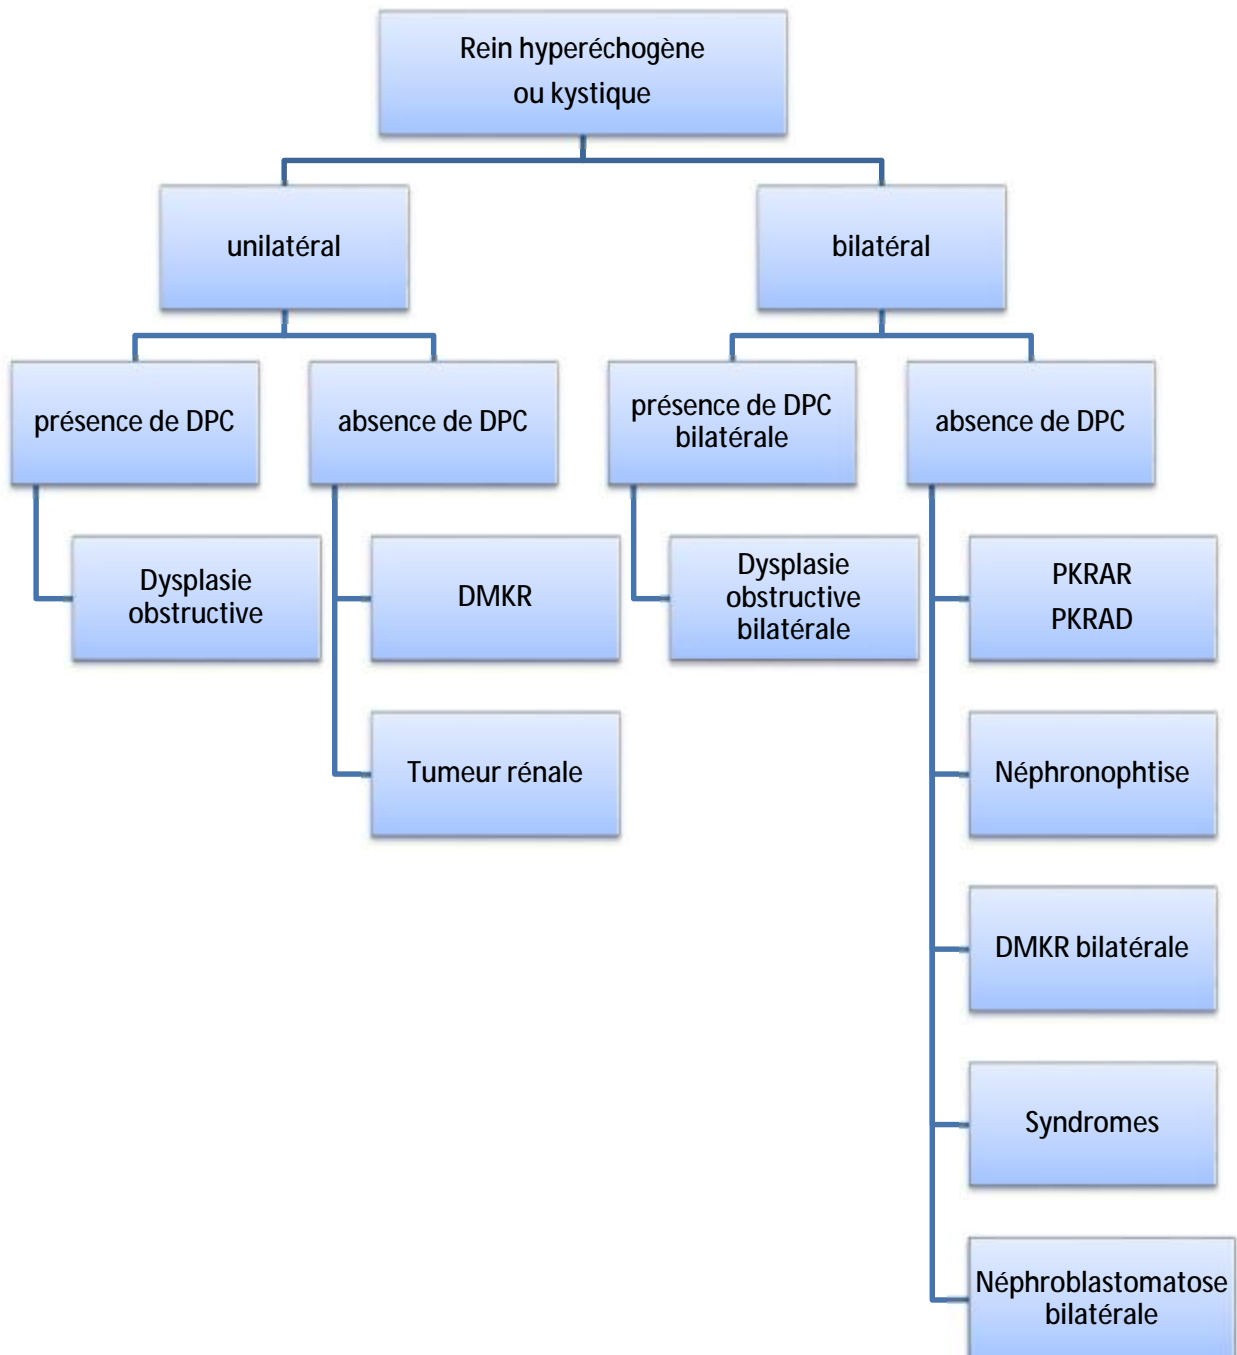 Rein hyperéchogène
ou kystique
unilatéral
bilatéral
présence de DPC
absence de DPC
présence de DPC
bilatérale
absence de DPC
Dysplasie
obstructive
DMKR
Dysplasie
obstructive
bilatérale
PKRAR
PKRAD
Tumeur rénale
Néphronophtise
DMKR bilatérale
Syndromes
Néphroblastomatose
bilatérale